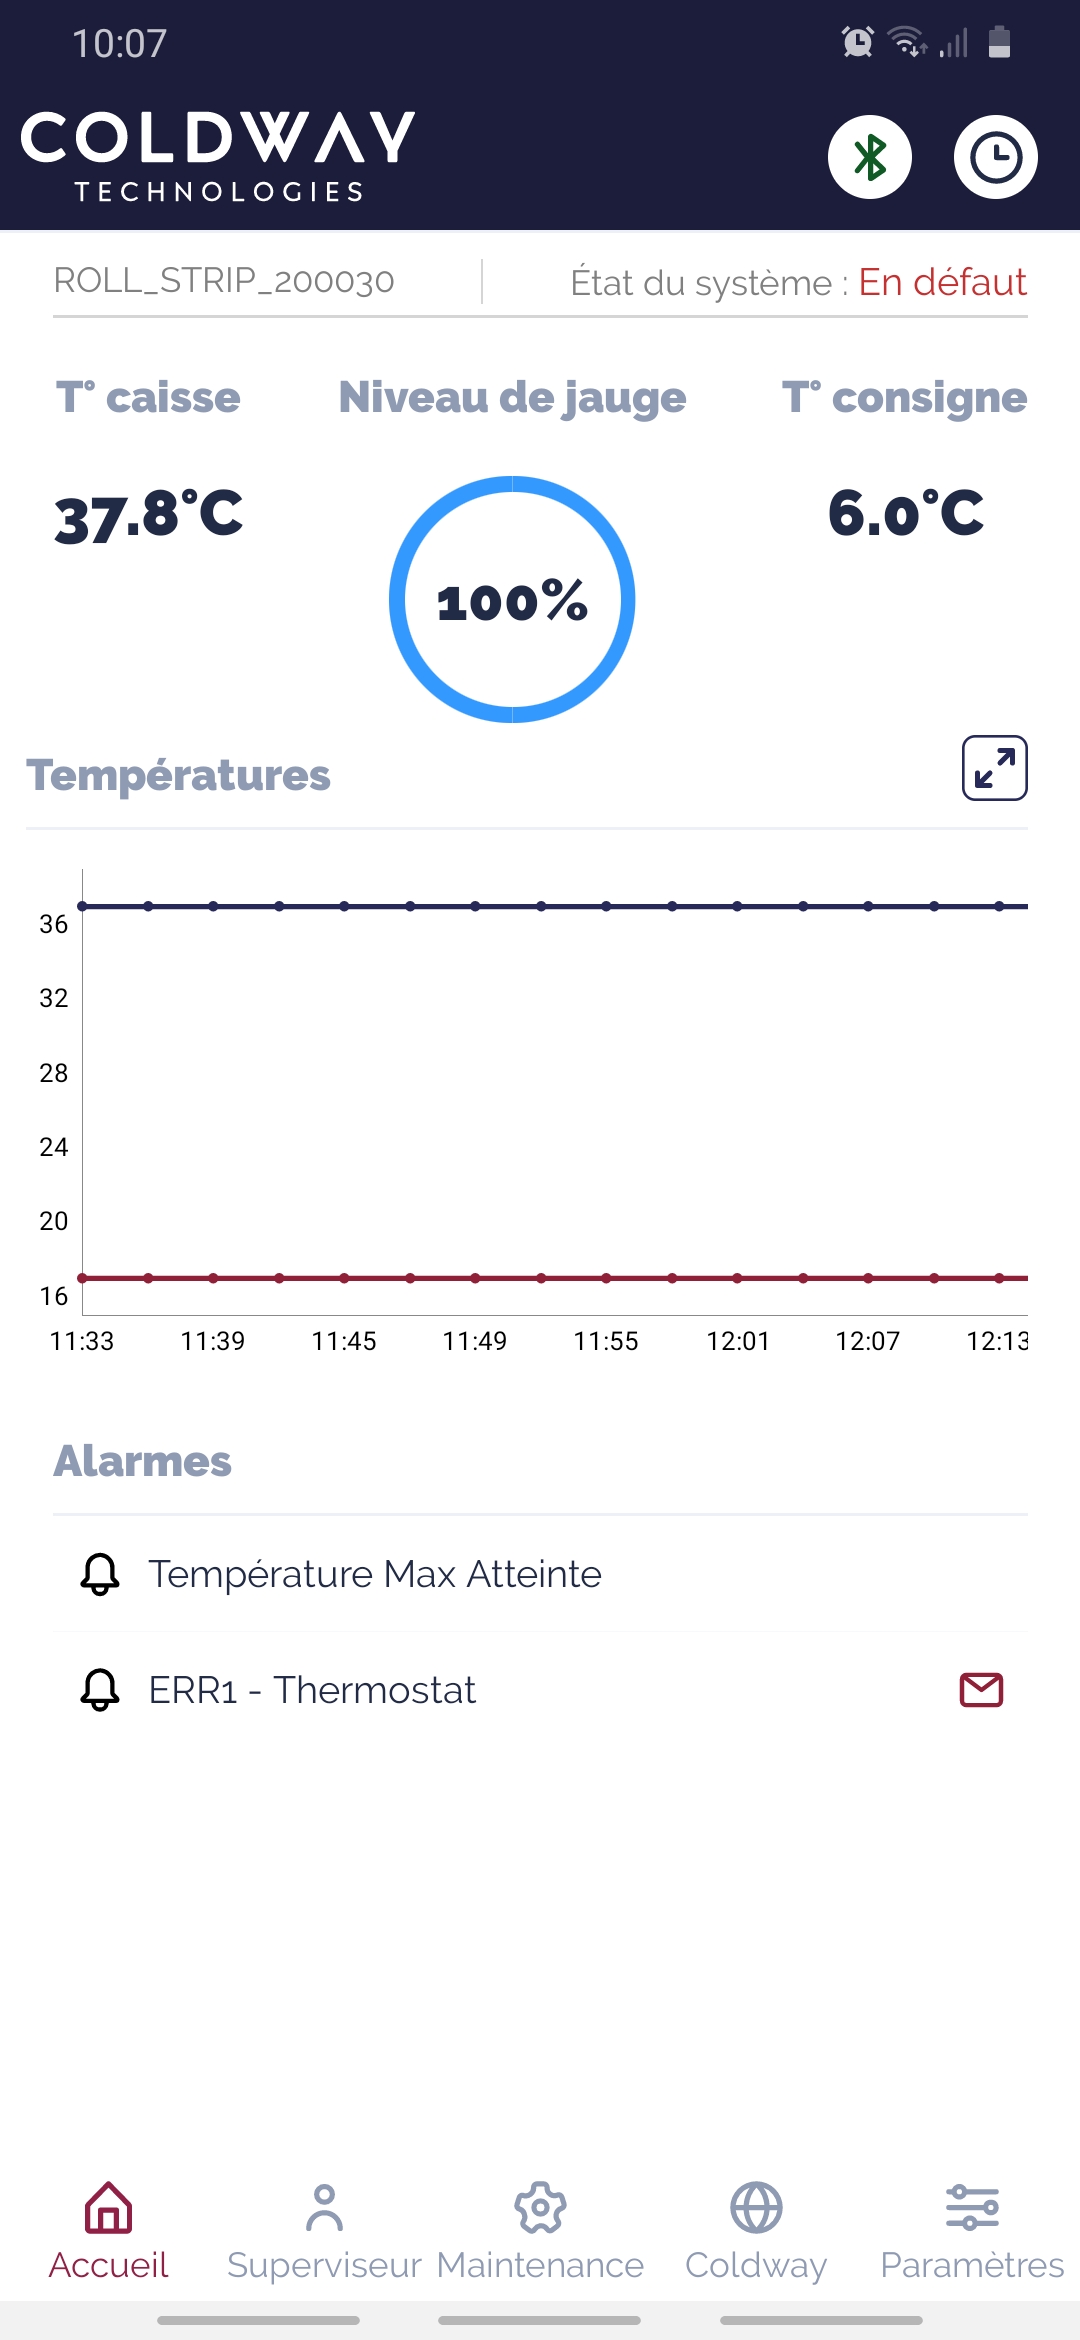 10:07
COLDWAY
TECHNOLOGIES
ROLL_STRIP_200030
État du système : En défaut
T° caisse
Niveau de jauge
T° consigne
37.8°C
100%
6.0°C
Températures
36
32
28
24
20
16
11:33 11:39 11:45 11:49 11:55 12:01 12:07 12:13
Alarmes
Température Max Atteinte
ERR1 - Thermostat
Accueil Superviseur Maintenance Coldway Paramètres